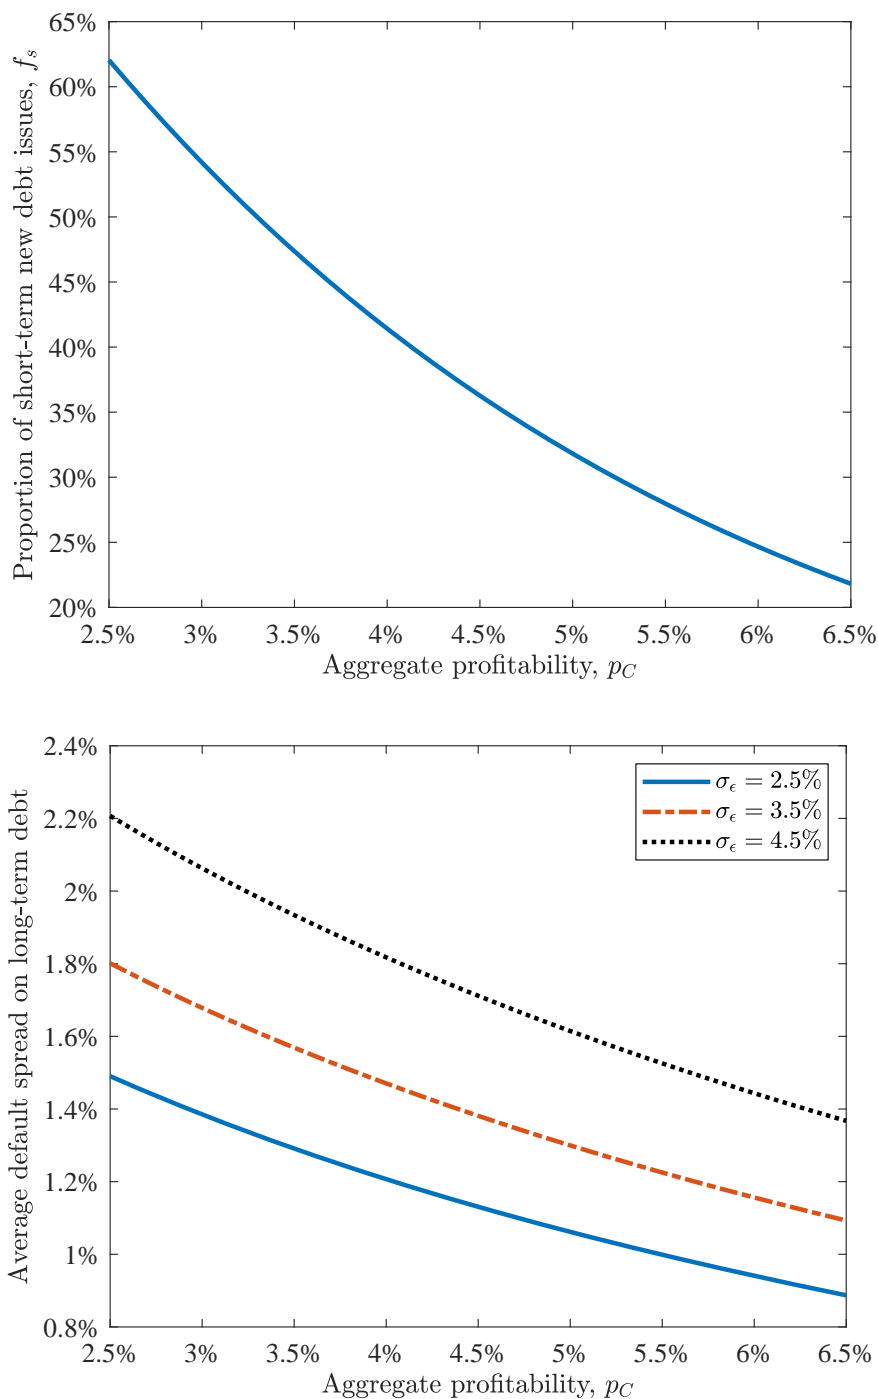 Proportion of short-term new debt issues, f_s
65%
60%
55%
50%
45%
40%
35%
30%
25%
20%
2.5% 3% 3.5% 4% 4.5% 5% 5.5% 6% 6.5%
Aggregate profitability, p_C
Average default spread on long-term debt
2.4%
2.2%
2%
1.8%
1.6%
1.4%
1.2%
1%
0.8%
σ_ϵ = 2.5%
σ_ϵ = 3.5%
σ_ϵ = 4.5%
2.5% 3% 3.5% 4% 4.5% 5% 5.5% 6% 6.5%
Aggregate profitability, p_C